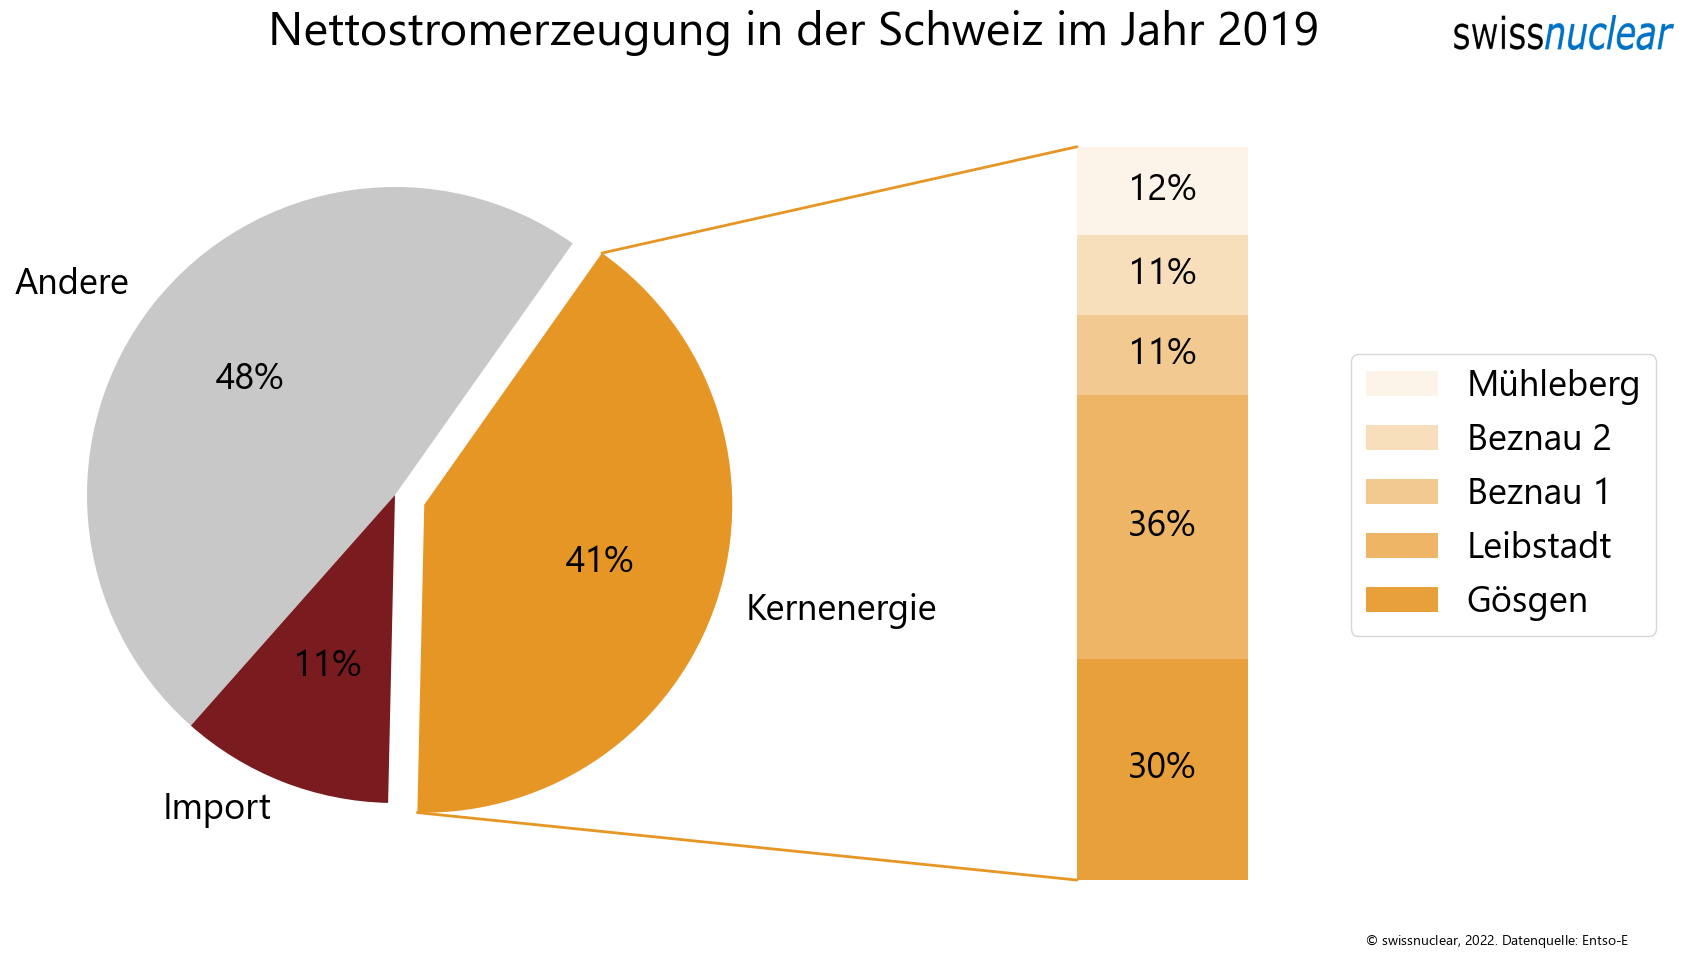 Nettostromerzeugung in der Schweiz im Jahr 2019
swissnuclear
Andere
48%
41%
Kernenergie
11%
Import
12%
11%
11%
36%
30%
Mühleberg
Beznau 2
Beznau 1
Leibstadt
Gösgen
© swissnuclear, 2022. Datenquelle: Entso-E